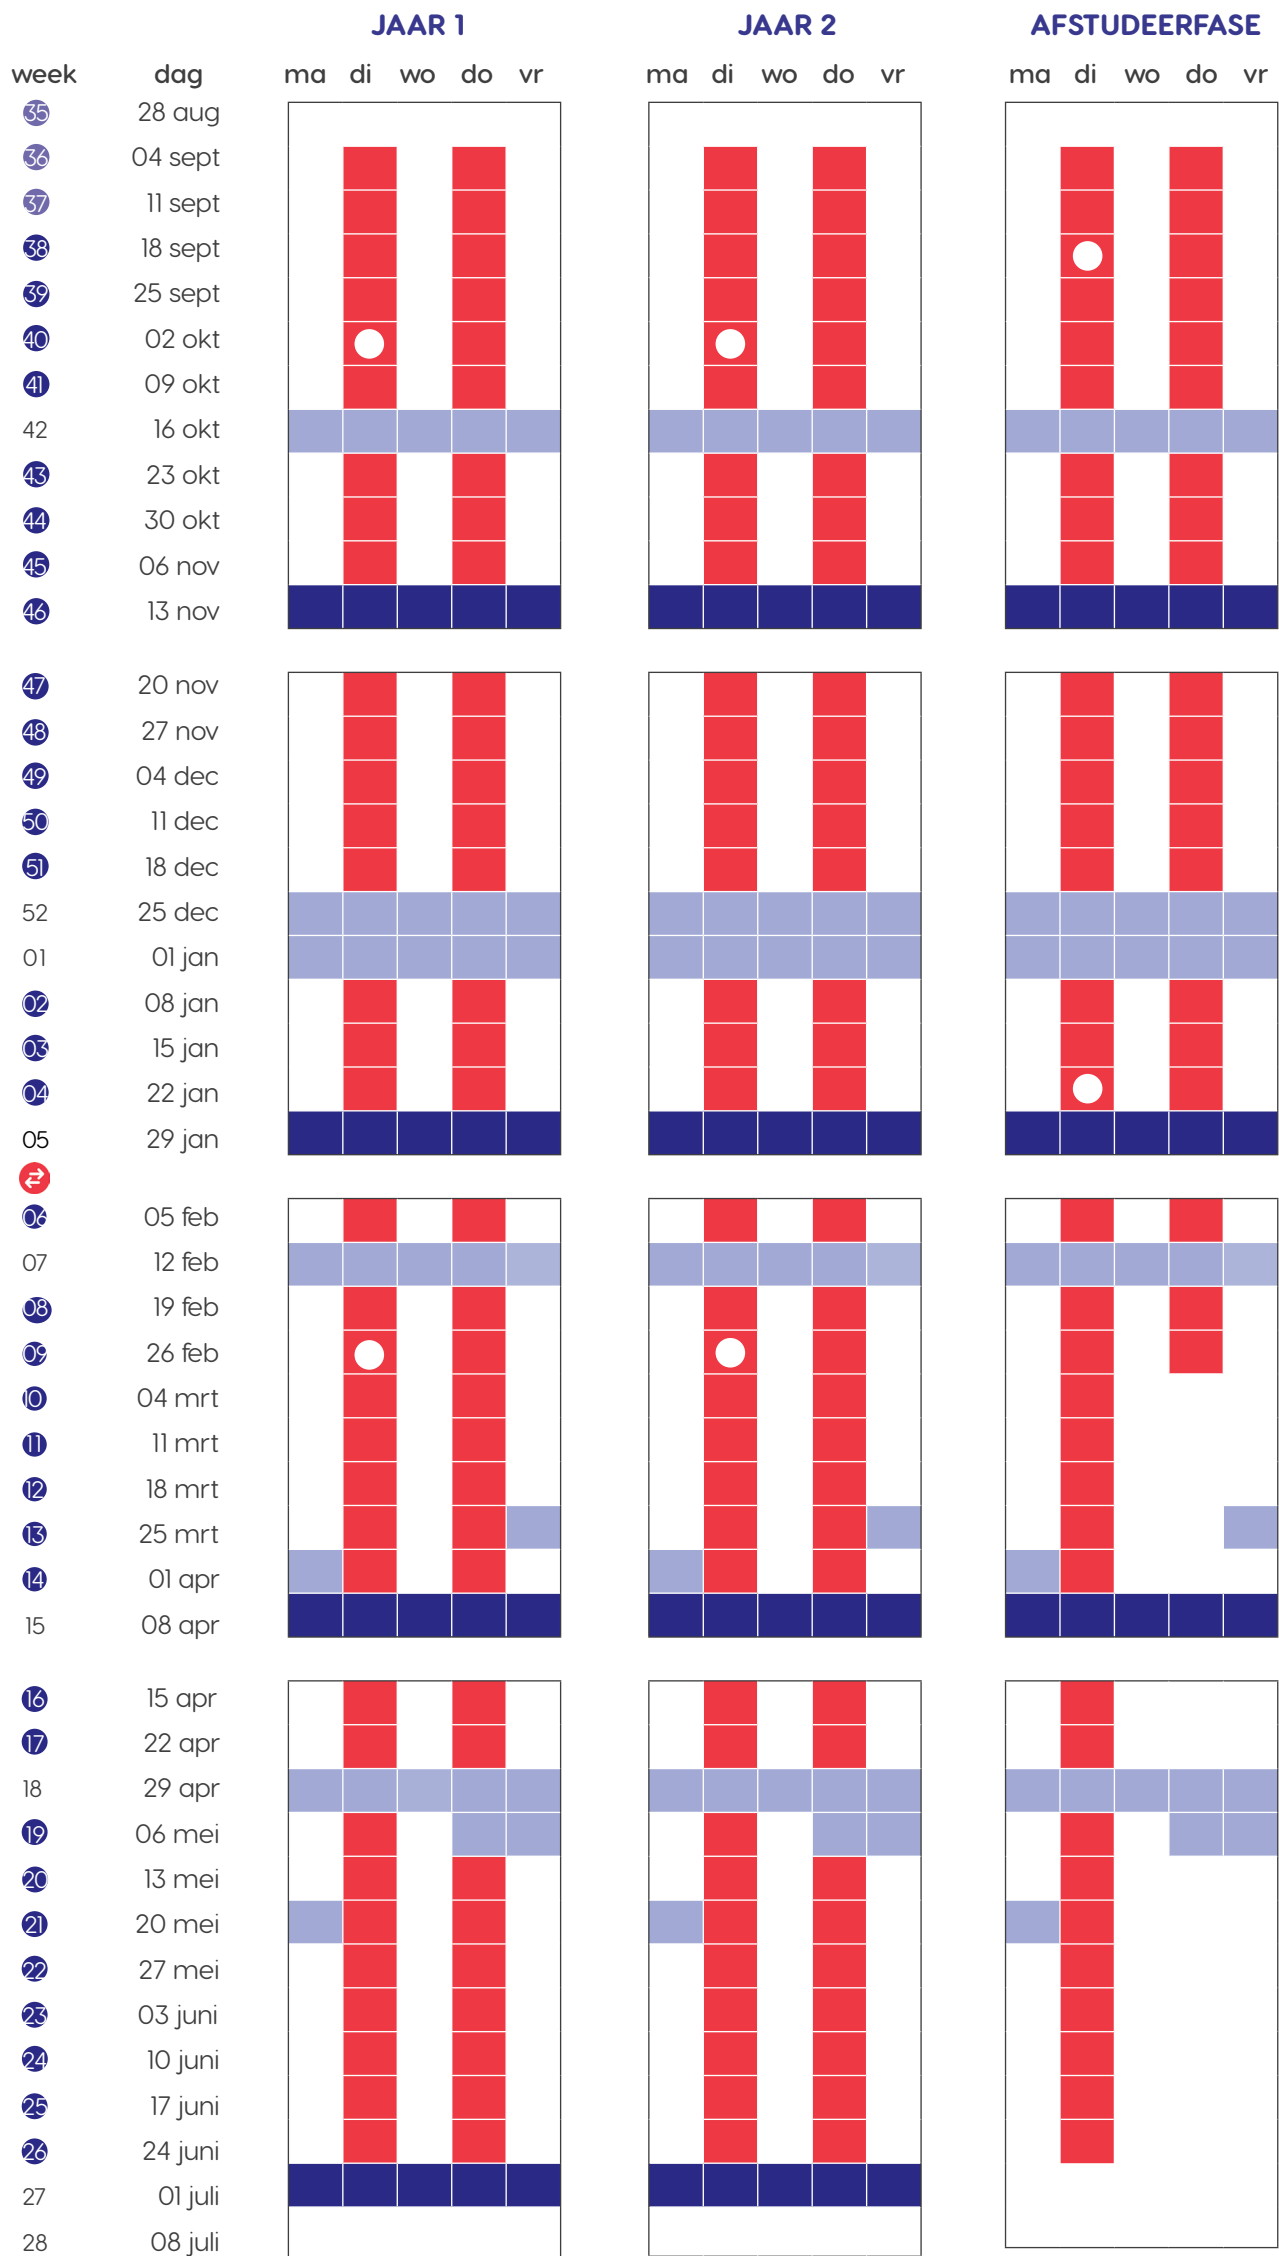 JAAR 1 JAAR 2 AFSTUDEERFASE
week dag ma di wo do vr ma di wo do vr ma di wo do vr
35 28 aug
36 04 sept
37 11 sept
38 18 sept
39 25 sept
40 02 okt
41 09 okt
42 16 okt
43 23 okt
44 30 okt
45 06 nov
46 13 nov
47 20 nov
48 27 nov
49 04 dec
50 11 dec
51 18 dec
52 25 dec
01 01 jan
02 08 jan
03 15 jan
04 22 jan
05 29 jan
06 05 feb
07 12 feb
08 19 feb
09 26 feb
10 04 mrt
11 11 mrt
12 18 mrt
13 25 mrt
14 01 apr
15 08 apr
16 15 apr
17 22 apr
18 29 apr
19 06 mei
20 13 mei
21 20 mei
22 27 mei
23 03 juni
24 10 juni
25 17 juni
26 24 juni
27 01 juli
28 08 juli